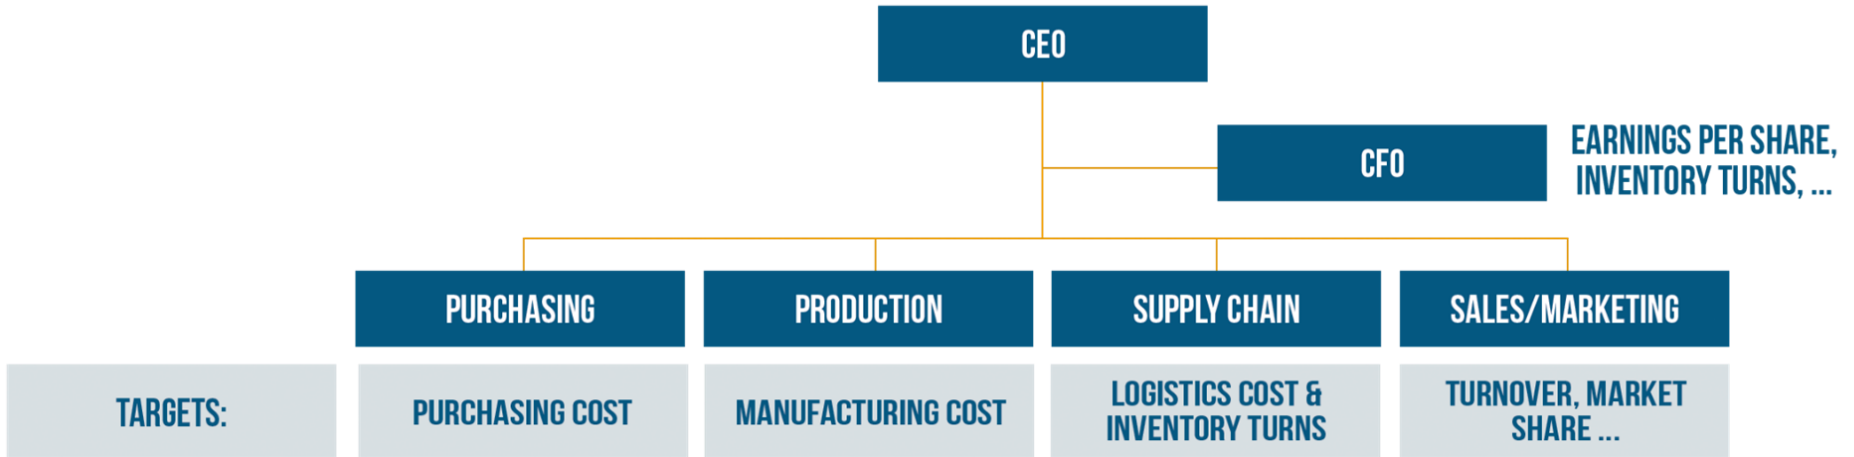 CEO
CFO
EARNINGS PER SHARE,
INVENTORY TURNS, ...
PURCHASING
PRODUCTION
SUPPLY CHAIN
SALES/MARKETING
TARGETS:
PURCHASING COST
MANUFACTURING COST
LOGISTICS COST &
INVENTORY TURNS
TURNOVER, MARKET
SHARE ...